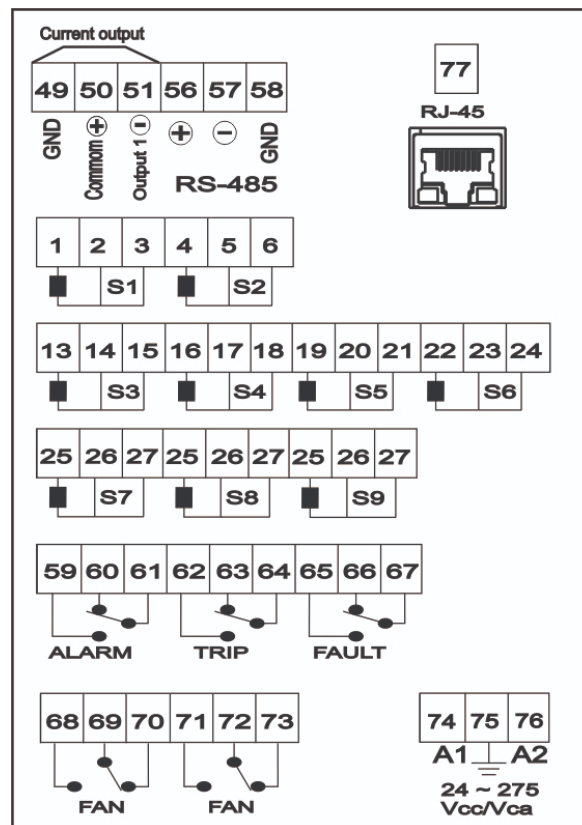 Current output
49 50 51 56 57 58
GND
Commom +
Output 1 −
+
−
GND
RS-485
77
RJ-45
1 2 3 4 5 6
S1 S2
13 14 15 16 17 18 19 20 21 22 23 24
S3 S4 S5 S6
25 26 27 25 26 27 25 26 27
S7 S8 S9
59 60 61 62 63 64 65 66 67
ALARM TRIP FAULT
68 69 70 71 72 73
FAN FAN
74 75 76
A1 A2
24 ~ 275
Vcc/Vca